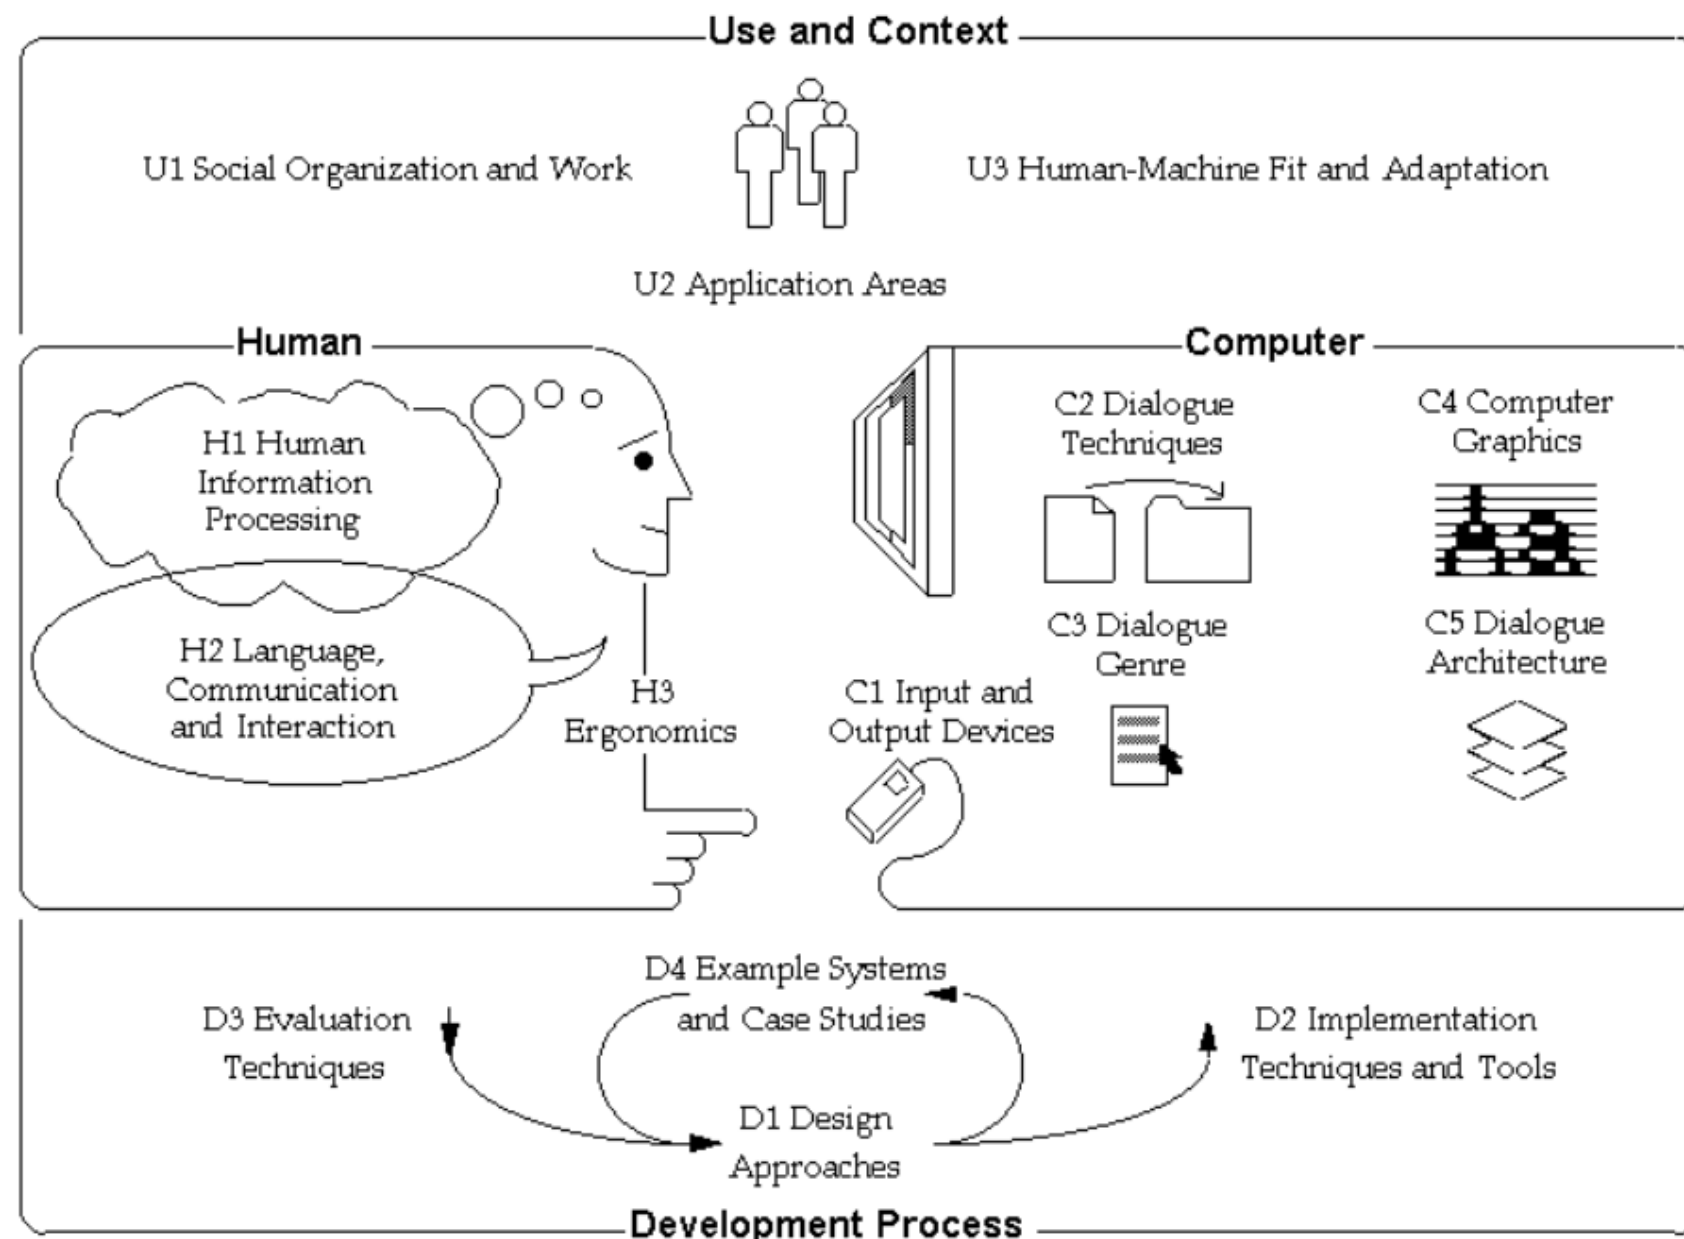 Use and Context
U1 Social Organization and Work
U3 Human-Machine Fit and Adaptation
U2 Application Areas
Human
H1 Human
Information
Processing
H2 Language,
Communication
and Interaction
H3
Ergonomics
Computer
C1 Input and
Output Devices
C2 Dialogue
Techniques
C3 Dialogue
Genre
C4 Computer
Graphics
C5 Dialogue
Architecture
D3 Evaluation
Techniques
D4 Example Systems
and Case Studies
D2 Implementation
Techniques and Tools
D1 Design
Approaches
Development Process